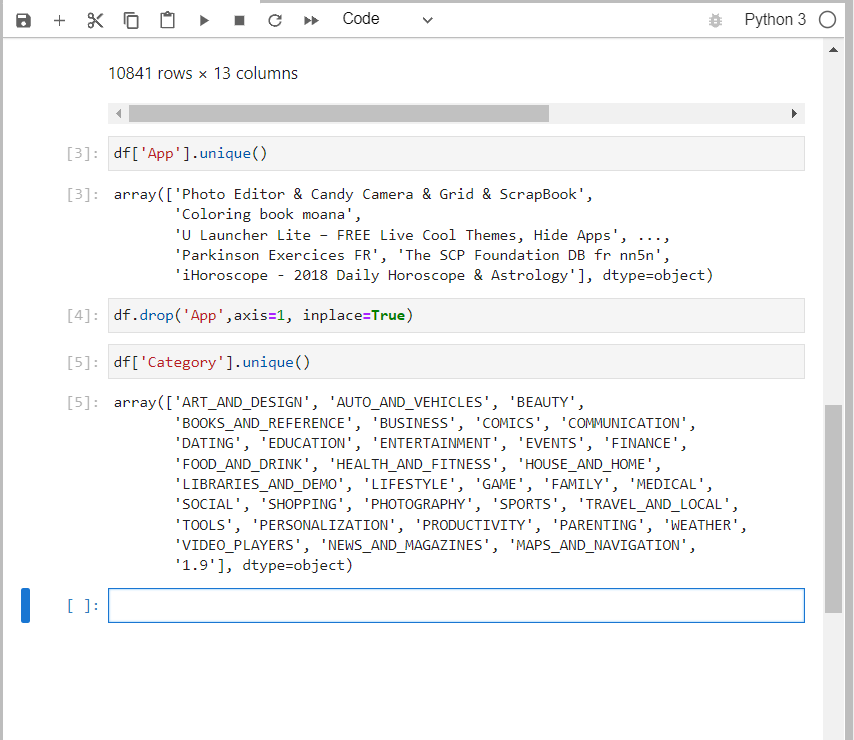 Code
Python 3
10841 rows × 13 columns
[3]: df['App'].unique()
[3]: array(['Photo Editor & Candy Camera & Grid & ScrapBook',
'Coloring book moana',
'U Launcher Lite – FREE Live Cool Themes, Hide Apps', ...,
'Parkinson Exercices FR', 'The SCP Foundation DB fr nn5n',
'iHoroscope - 2018 Daily Horoscope & Astrology'], dtype=object)
[4]: df.drop('App',axis=1, inplace=True)
[5]: df['Category'].unique()
[5]: array(['ART_AND_DESIGN', 'AUTO_AND_VEHICLES', 'BEAUTY',
'BOOKS_AND_REFERENCE', 'BUSINESS', 'COMICS', 'COMMUNICATION',
'DATING', 'EDUCATION', 'ENTERTAINMENT', 'EVENTS', 'FINANCE',
'FOOD_AND_DRINK', 'HEALTH_AND_FITNESS', 'HOUSE_AND_HOME',
'LIBRARIES_AND_DEMO', 'LIFESTYLE', 'GAME', 'FAMILY', 'MEDICAL',
'SOCIAL', 'SHOPPING', 'PHOTOGRAPHY', 'SPORTS', 'TRAVEL_AND_LOCAL',
'TOOLS', 'PERSONALIZATION', 'PRODUCTIVITY', 'PARENTING', 'WEATHER',
'VIDEO_PLAYERS', 'NEWS_AND_MAGAZINES', 'MAPS_AND_NAVIGATION',
'1.9'], dtype=object)
[ ]: